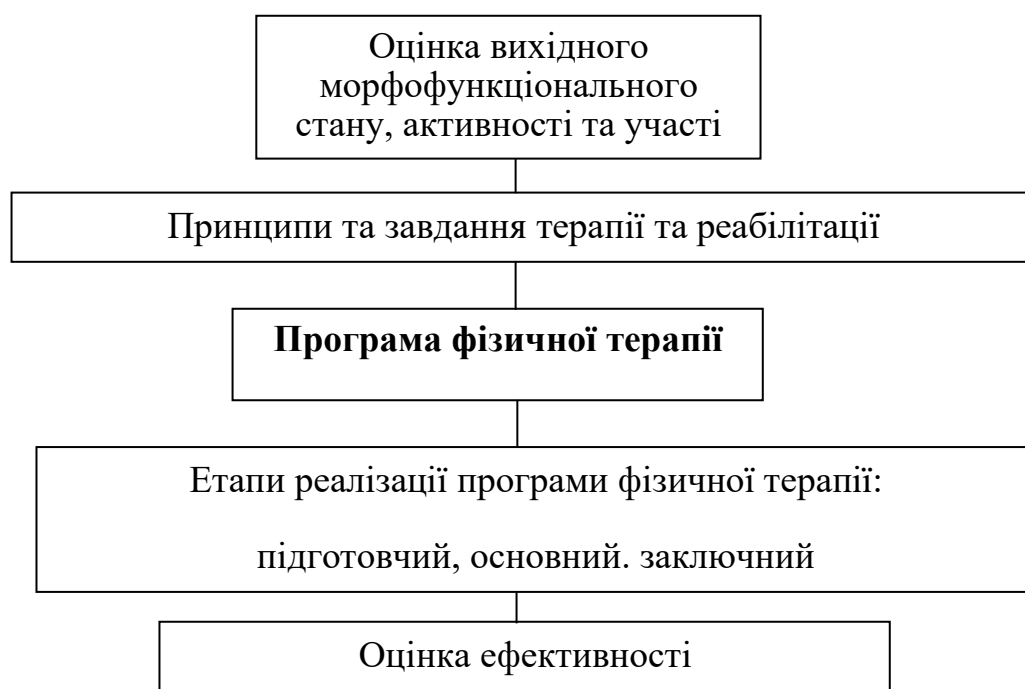 Оцінка вихідного
морфофункціонального
стану, активності та участі
Принципи та завдання терапії та реабілітації
Програма фізичної терапії
Етапи реалізації програми фізичної терапії:
підготовчий, основний. заключний
Оцінка ефективності